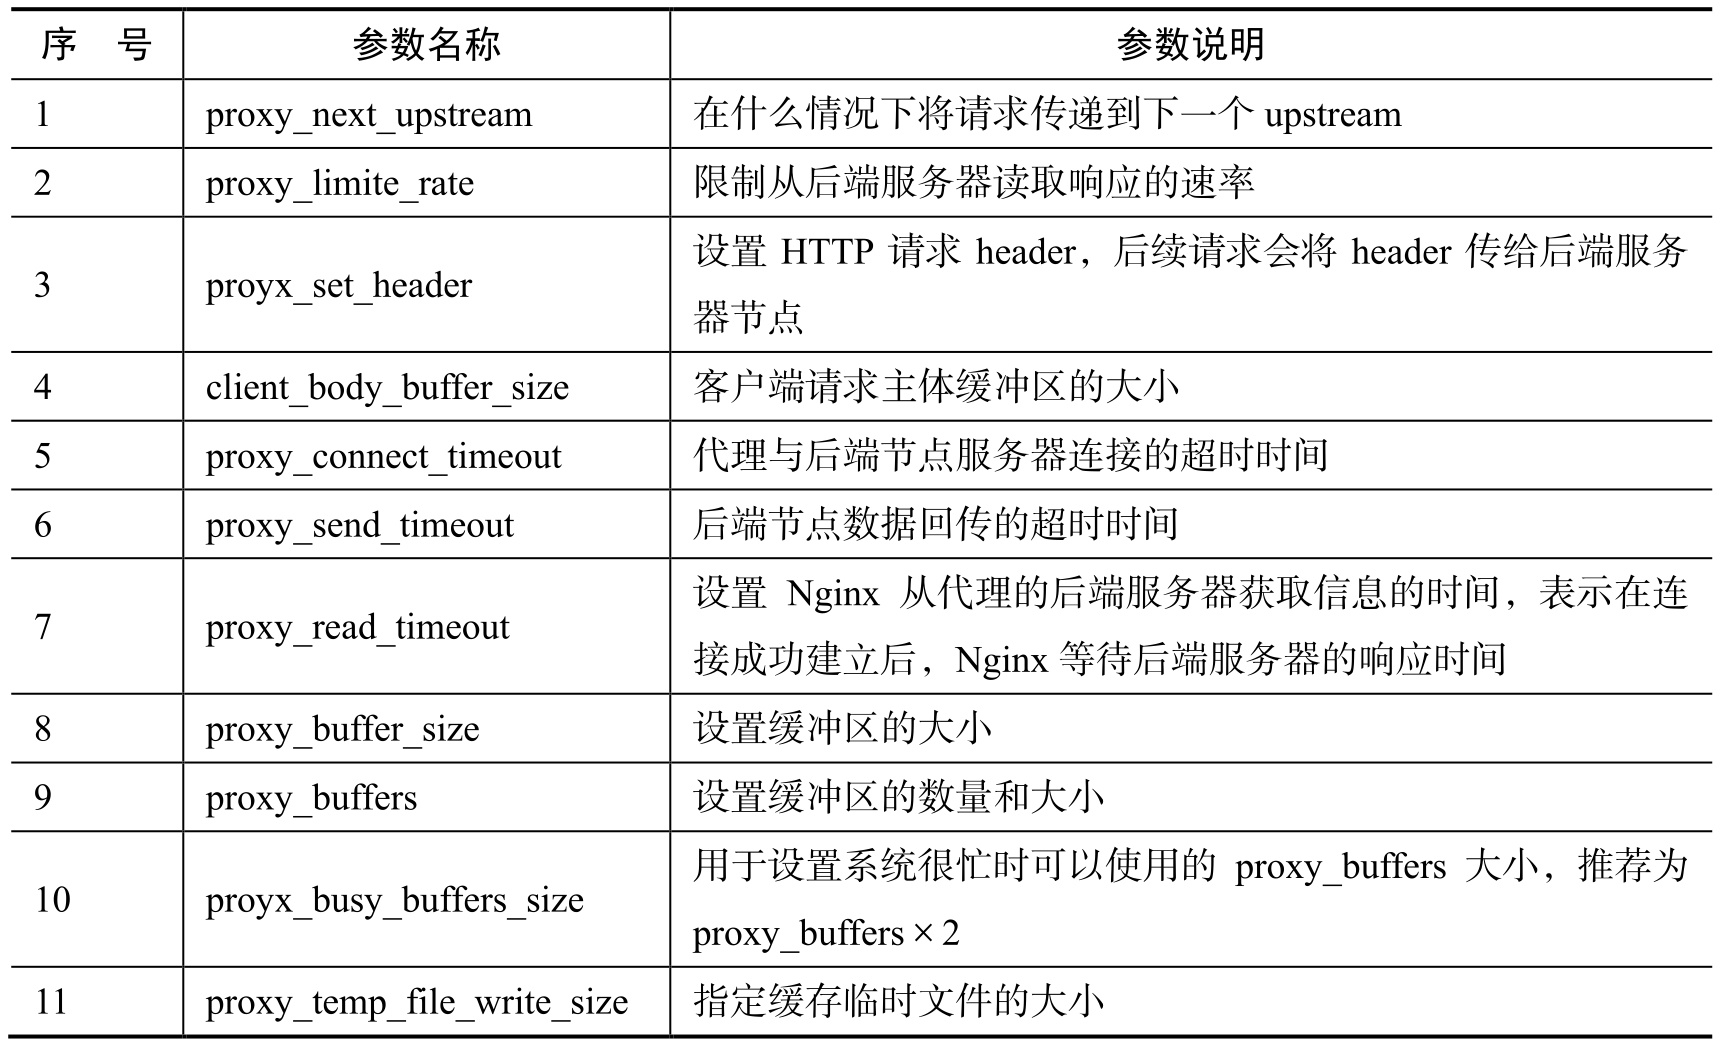 序 号 参数名称 参数说明
1 proxy_next_upstream 在什么情况下将请求传递到下一个 upstream
2 proxy_limite_rate 限制从后端服务器读取响应的速率
3 proyx_set_header 设置 HTTP 请求 header，后续请求会将 header 传给后端服务
器节点
4 client_body_buffer_size 客户端请求主体缓冲区的大小
5 proxy_connect_timeout 代理与后端节点服务器连接的超时时间
6 proxy_send_timeout 后端节点数据回传的超时时间
7 proxy_read_timeout 设置 Nginx 从代理的后端服务器获取信息的时间，表示在连
接成功建立后，Nginx 等待后端服务器的响应时间
8 proxy_buffer_size 设置缓冲区的大小
9 proxy_buffers 设置缓冲区的数量和大小
10 proyx_busy_buffers_size 用于设置系统很忙时可以使用的 proxy_buffers 大小，推荐为
proxy_buffers × 2
11 proxy_temp_file_write_size 指定缓存临时文件的大小